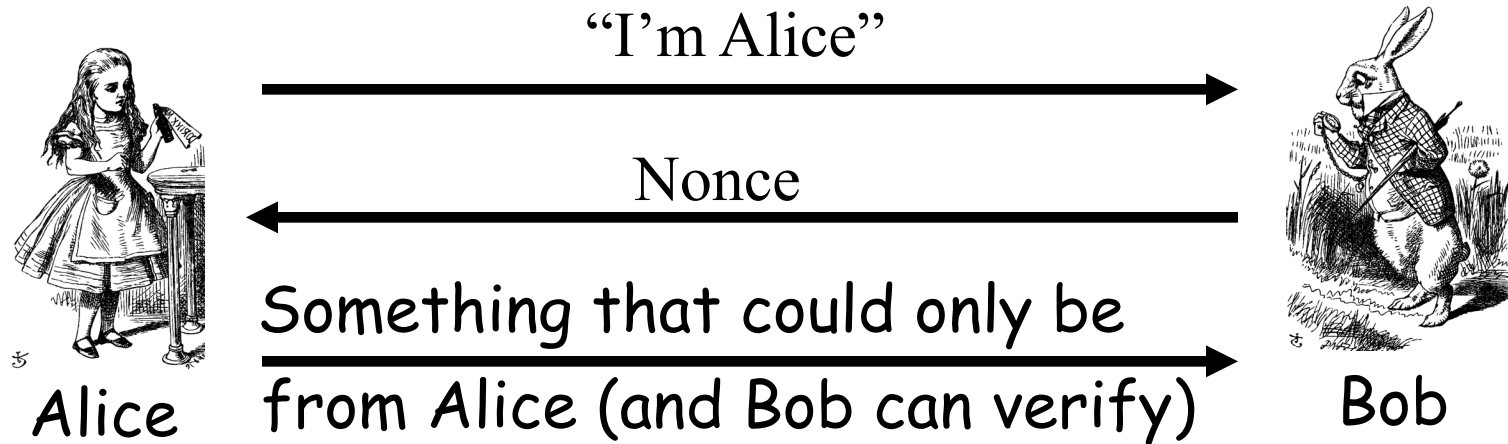 “I’m Alice”
Nonce
Something that could only be
from Alice (and Bob can verify)
Alice
Bob